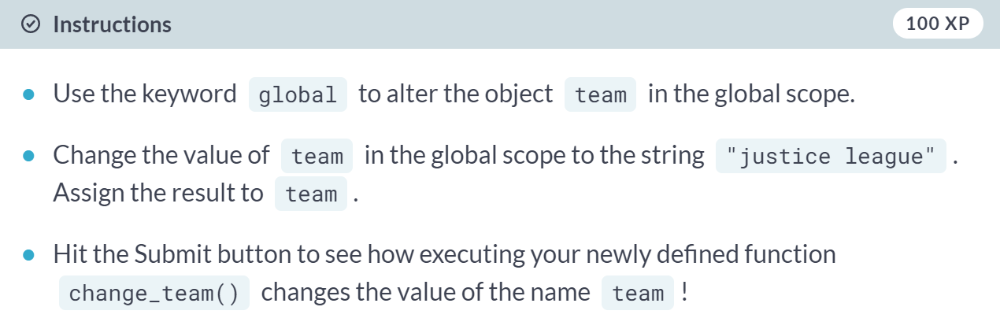 Instructions
100 XP
Use the keyword global to alter the object team in the global scope.
Change the value of team in the global scope to the string "justice league" .
Assign the result to team .
Hit the Submit button to see how executing your newly defined function
change_team() changes the value of the name team !